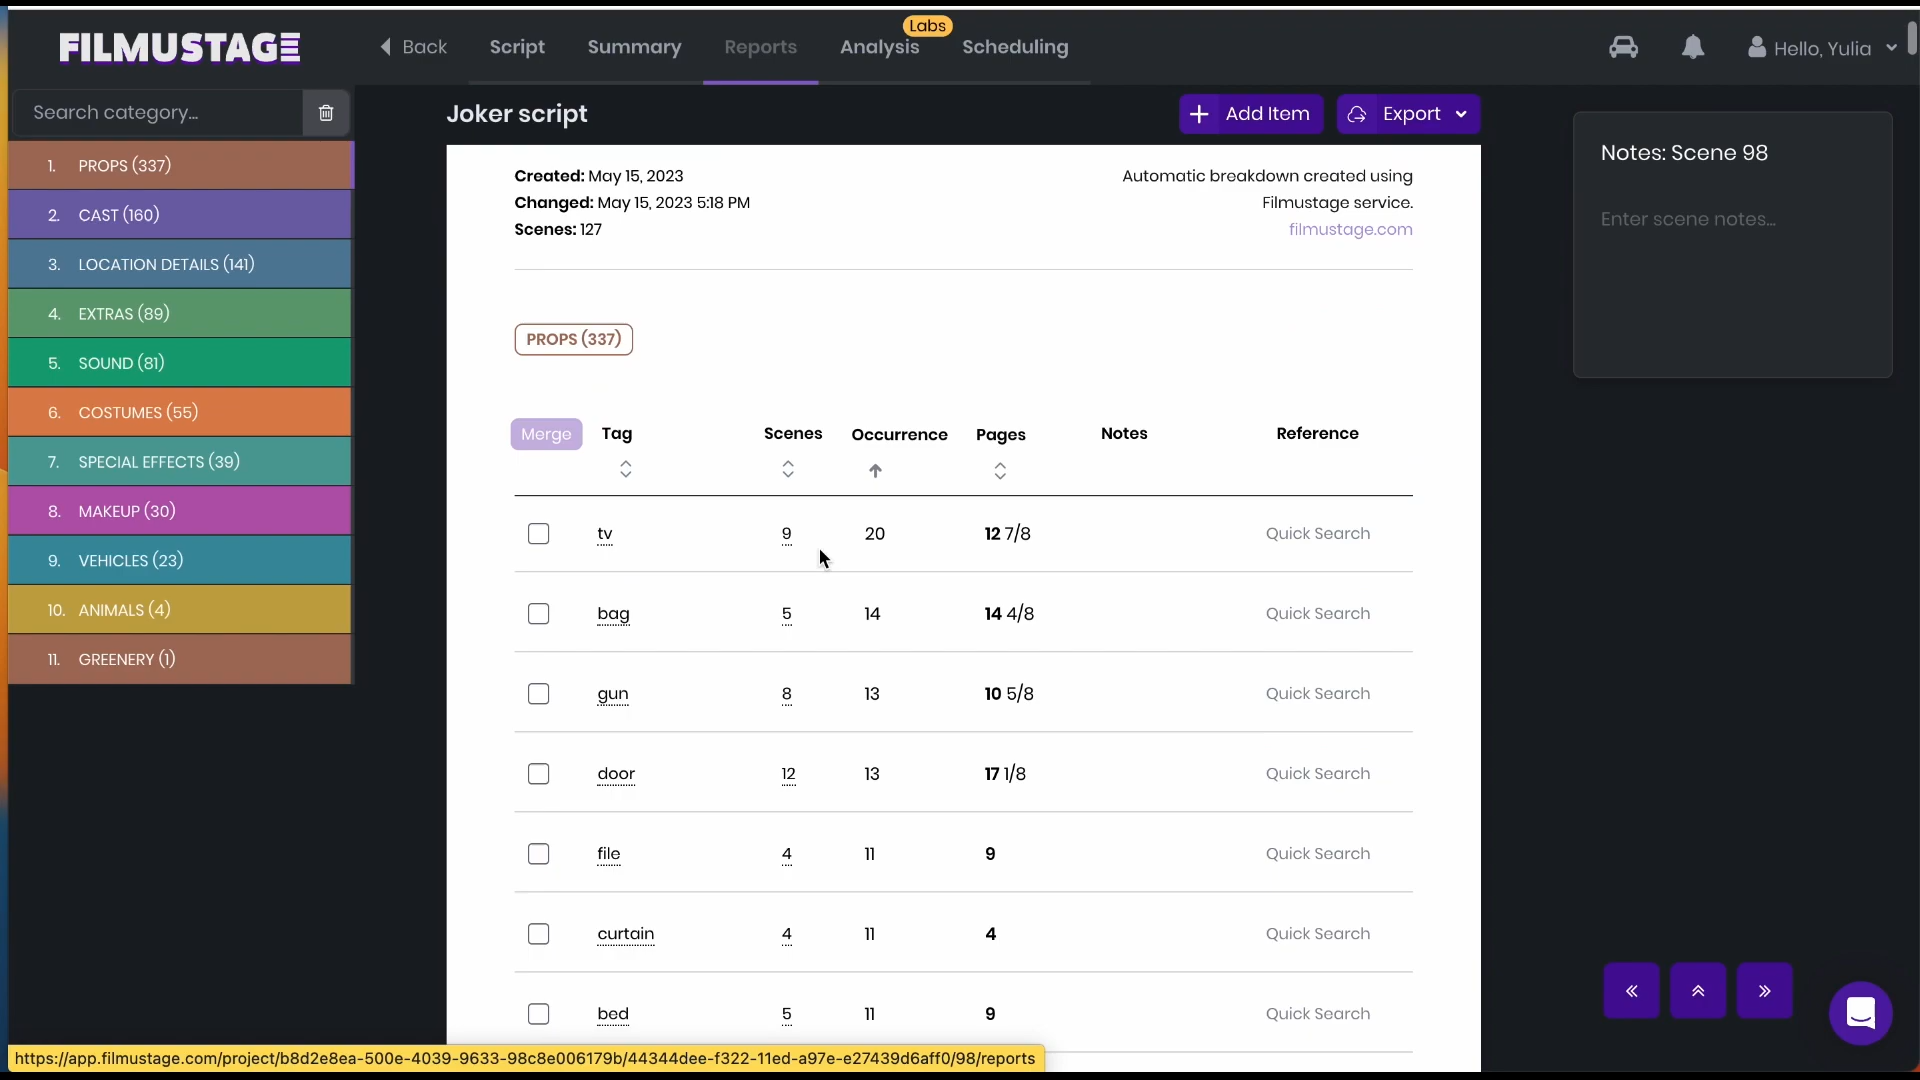 FILMUSTAGE
Back
Script
Summary
Reports
Labs
Analysis
Scheduling
Hello, Yulia
Search category...
1. PROPS (337)
2. CAST (160)
3. LOCATION DETAILS (141)
4. EXTRAS (89)
5. SOUND (81)
6. COSTUMES (55)
7. SPECIAL EFFECTS (39)
8. MAKEUP (30)
9. VEHICLES (23)
10. ANIMALS (4)
11. GREENERY (1)
Joker script
Add Item
Export
Created: May 15, 2023
Changed: May 15, 2023 5:18 PM
Scenes: 127
Automatic breakdown created using
Filmustage service.
filmustage.com
PROPS (337)
Merge Tag Scenes Occurrence Pages Notes Reference
tv 9 20 12 7/8 Quick Search
bag 5 14 14 4/8 Quick Search
gun 8 13 10 5/8 Quick Search
door 12 13 17 1/8 Quick Search
file 4 11 9 Quick Search
curtain 4 11 4 Quick Search
bed 5 11 9 Quick Search
Notes: Scene 98
Enter scene notes...
https://app.filmustage.com/project/b8d2e8ea-500e-4039-9633-98c8e006179b/44344dee-f322-11ed-a97e-e27439d6aff0/98/reports